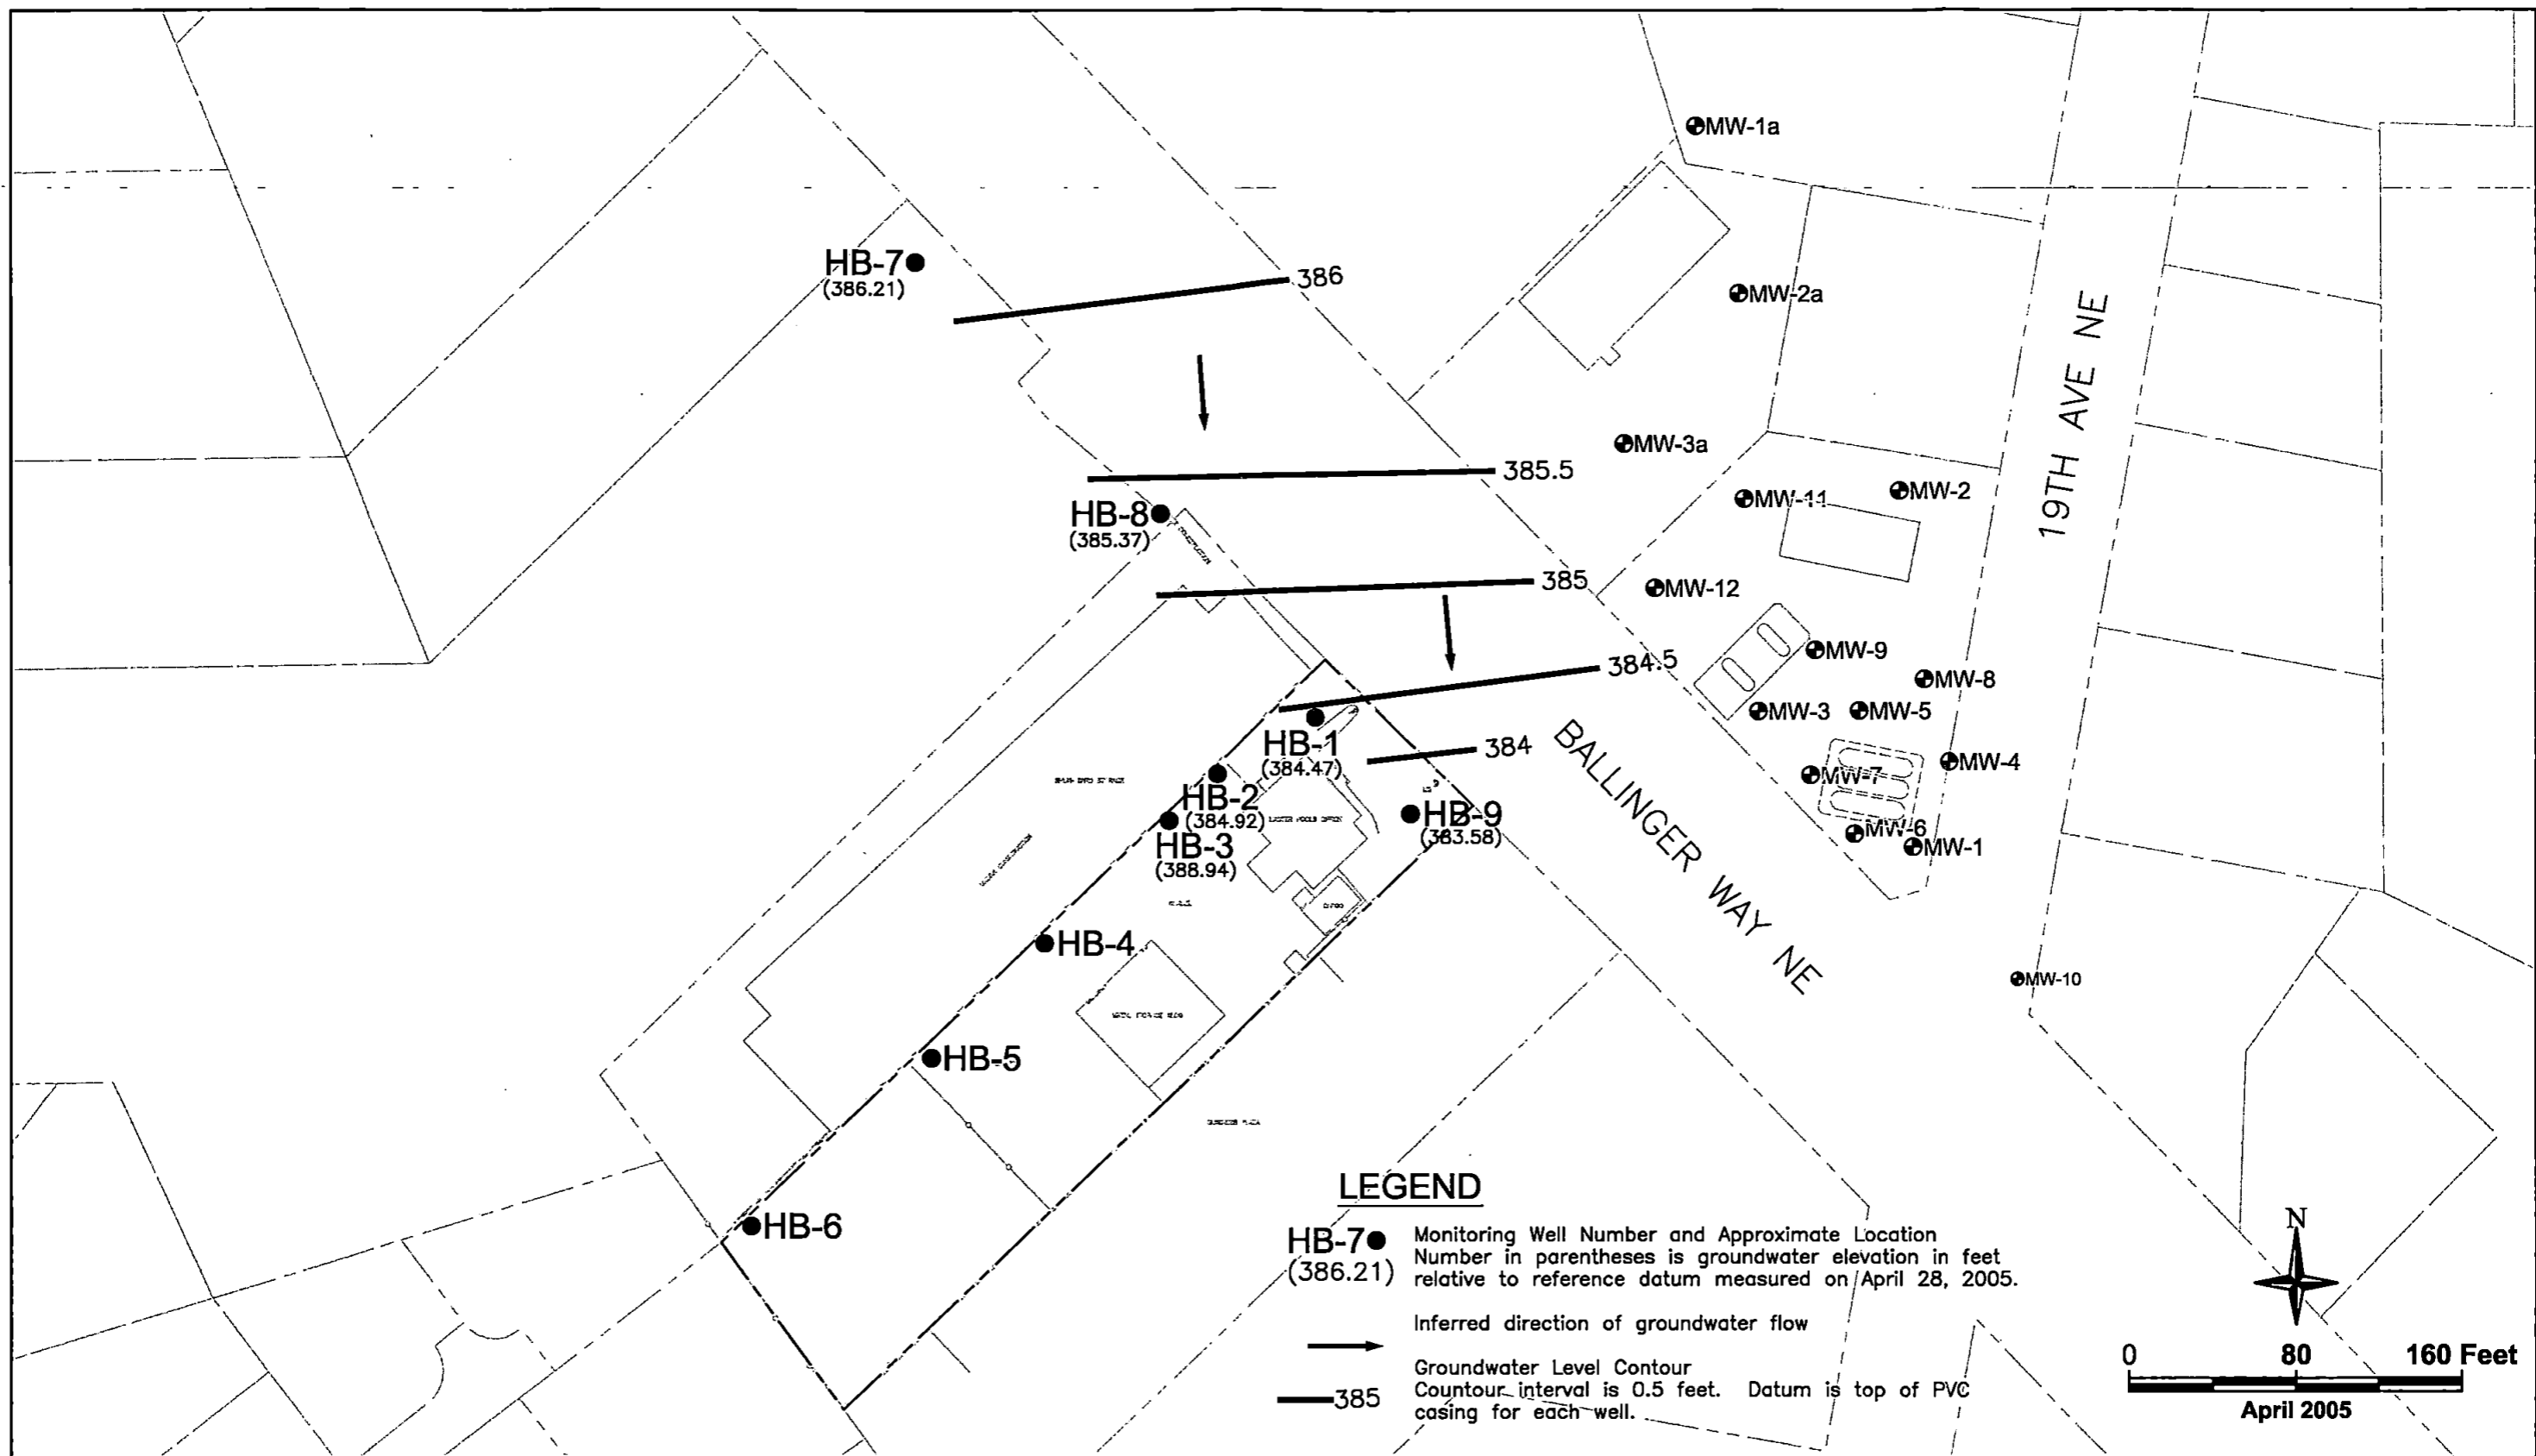 MW-1a
HB-7
(386.21)
386
MW-2a
19TH AVE NE
MW-3a
385.5
MW-11
MW-2
HB-8
(385.37)
385
MW-12
MW-9
384.5
MW-8
MW-3
MW-5
HB-1
(384.47)
384
BALLINGER WAY NE
MW-4
MW-7
HB-2
(384.92)
HB-9
(383.58)
MW-6
MW-1
HB-3
(388.94)
HB-4
MW-10
HB-5
HB-6
LEGEND
HB-7
(386.21)
Monitoring Well Number and Approximate Location
Number in parentheses is groundwater elevation in feet
relative to reference datum measured on April 28, 2005.
Inferred direction of groundwater flow
Groundwater Level Contour
385
Countour interval is 0.5 feet. Datum is top of PVC
casing for each well.
N
0 80 160 Feet
April 2005